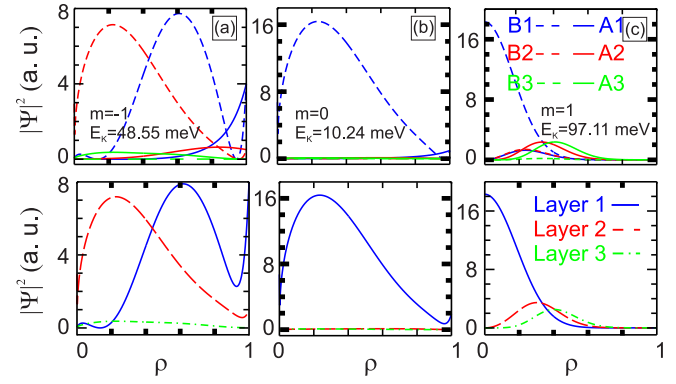 (a) (b) (c)
8
4
0
16
8
0
16
8
0
|Ψ|² (a. u.)
m=-1
E_K=48.55 meV
m=0
E_K=10.24 meV
B1 A1
B2 A2
B3 A3
m=1
E_K=97.11 meV
8
4
0
16
8
0
16
8
0
|Ψ|² (a. u.)
Layer 1
Layer 2
Layer 3
0 1 0 1 0 1
ρ ρ ρ